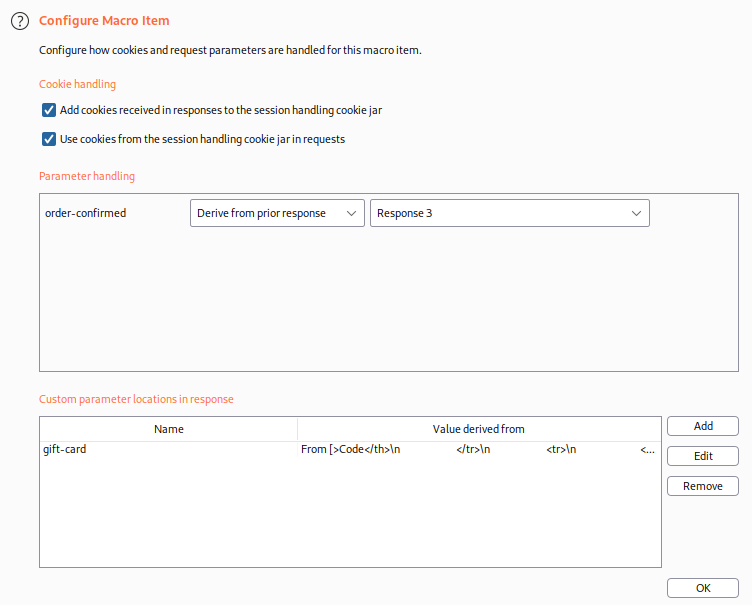 ? Configure Macro Item
Configure how cookies and request parameters are handled for this macro item.
Cookie handling
Add cookies received in responses to the session handling cookie jar
Use cookies from the session handling cookie jar in requests
Parameter handling
order-confirmed Derive from prior response Response 3
Custom parameter locations in response
Name Value derived from Add
gift-card From [>Code</th>\n </tr>\n <tr>\n <... Edit
Remove
OK